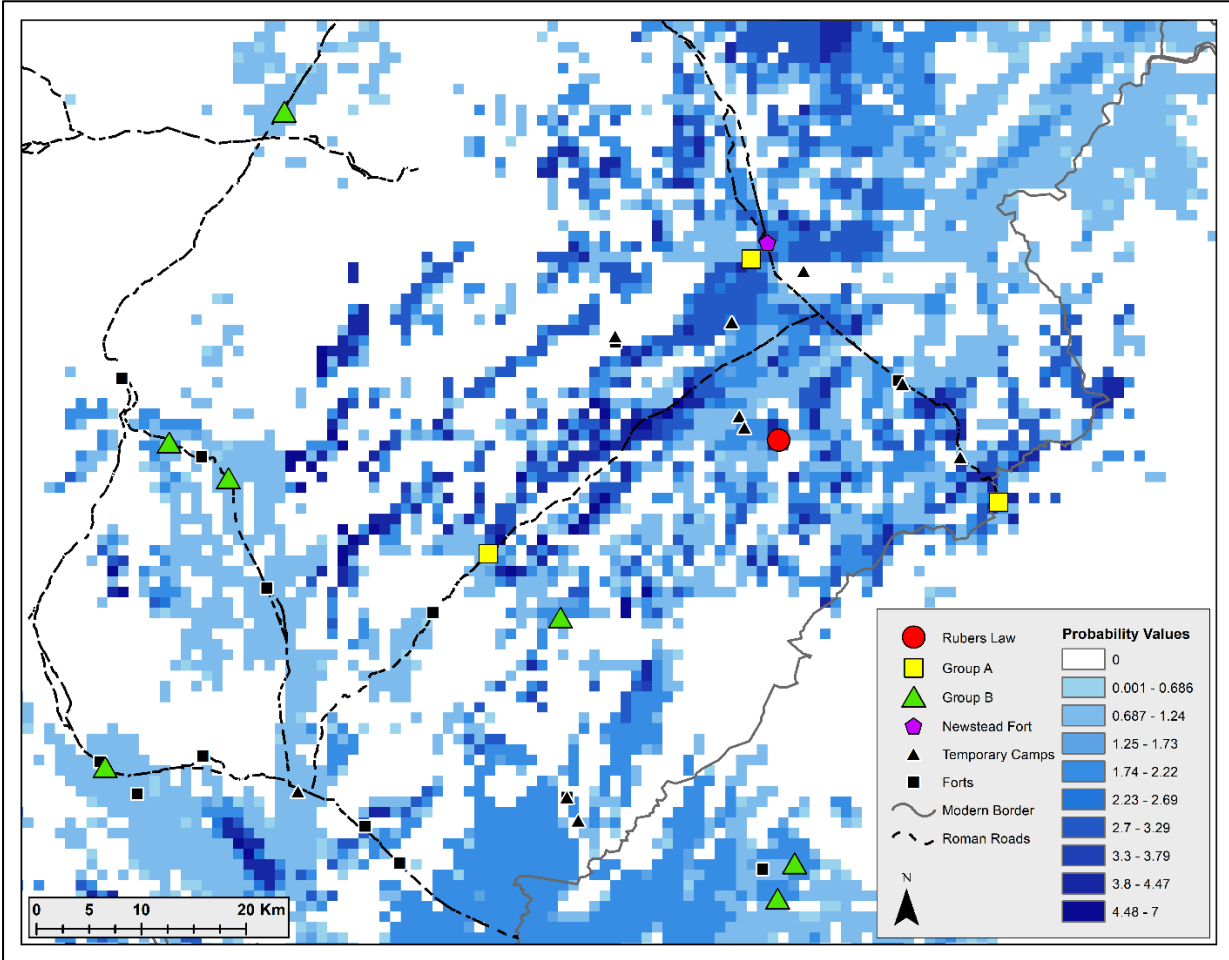 Rubers Law
Group A
Group B
Newstead Fort
Temporary Camps
Forts
Modern Border
Roman Roads
N
Probability Values
0
0.001 - 0.686
0.687 - 1.24
1.25 - 1.73
1.74 - 2.22
2.23 - 2.69
2.7 - 3.29
3.3 - 3.79
3.8 - 4.47
4.48 - 7
0 5 10 20 Km